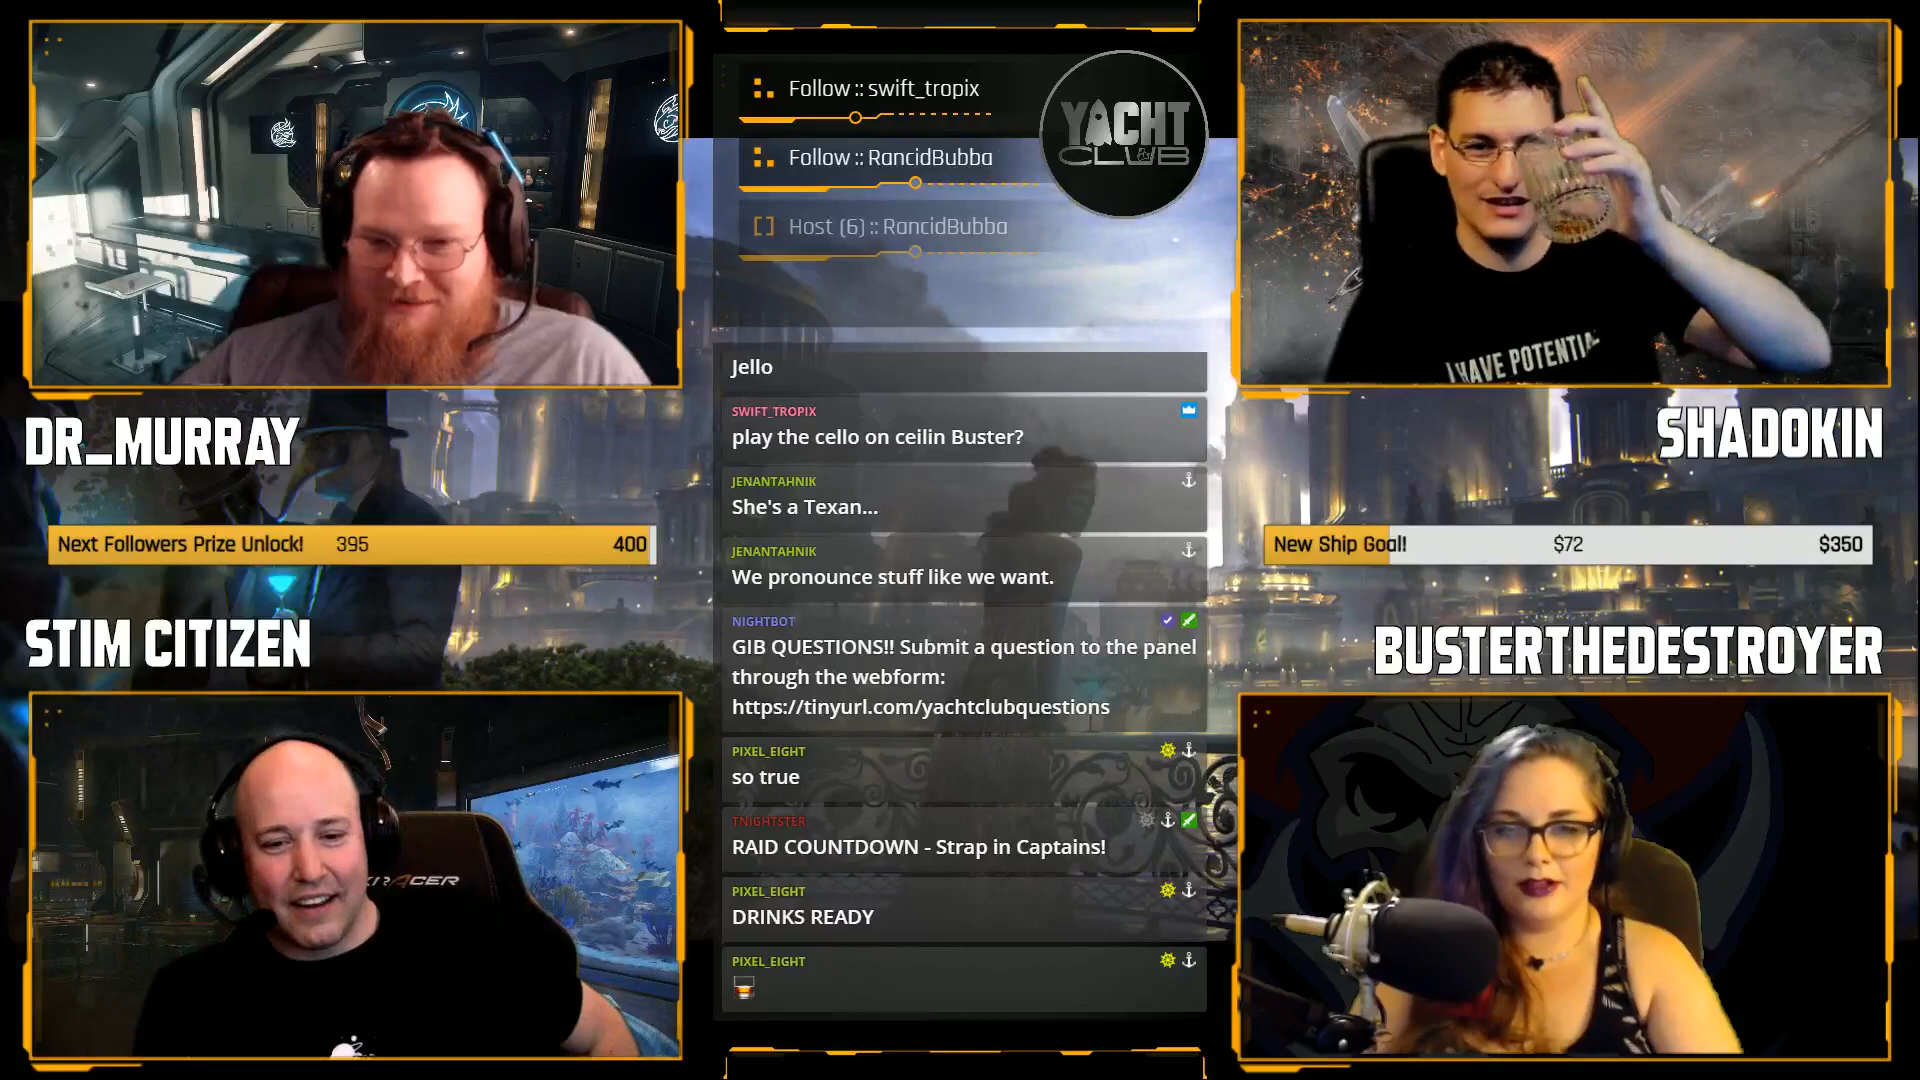 Follow :: swift_tropix
Follow :: RancidBubba
Host (6) :: RancidBubba
YACHT
CLUB
I HAVE POTENTIAL
DR_MURRAY
SHADOKIN
Next Followers Prize Unlock! 395 400
New Ship Goal! $72 $350
STIM CITIZEN
BUSTERTHEDESTROYER
Jello
SWIFT_TROPIX
play the cello on ceilin Buster?
JENANTAHNIK
She's a Texan...
JENANTAHNIK
We pronounce stuff like we want.
NIGHTBOT
GIB QUESTIONS!! Submit a question to the panel
through the webform:
https://tinyurl.com/yachtclubquestions
PIXEL_EIGHT
so true
TNIGHTSTER
RAID COUNTDOWN - Strap in Captains!
PIXEL_EIGHT
DRINKS READY
PIXEL_EIGHT